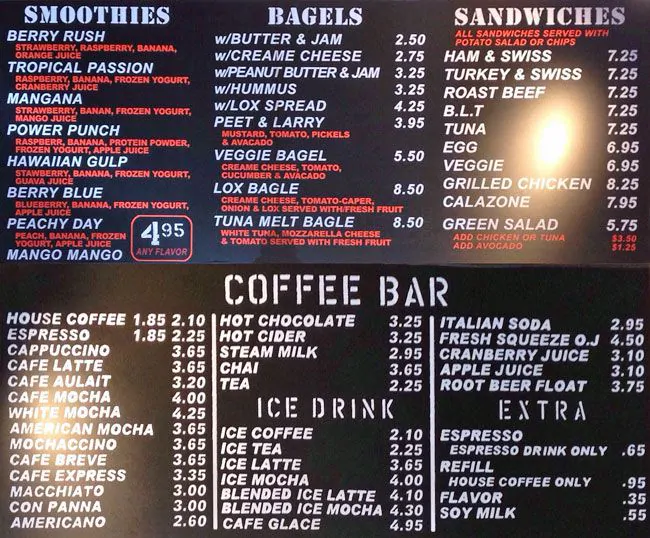 SMOOTHIES
BERRY RUSH
STRAWBERRY, RASPBERRY, BANANA,
ORANGE JUICE
TROPICAL PASSION
RASPBERRY, BANANA, FROZEN YOGURT,
CRANBERRY JUICE
MANGANA
STRAWBERRY, BANAN, FROZEN YOGURT,
MANGO JUICE
POWER PUNCH
RASPBERR, BANANA, PROTEIN POWDER,
FROZEN YOGURT, APPLE JUICE
HAWAIIAN GULP
STAWBERRY, BANANA, FROZEN YOGURT,
GUAVA JUICE
BERRY BLUE
BLUEBERRY, BANANA, FROZEN YOGURT,
APPLE JUICE
PEACHY DAY
PEACH, BANANA, FROZEN
YOGURT, APPLE JUICE
MANGO MANGO
4.95
ANY FLAVOR
BAGELS
w/BUTTER & JAM 2.50
w/CREAME CHEESE 2.75
w/PEANUT BUTTER & JAM 3.25
w/HUMMUS 3.25
w/LOX SPREAD 4.25
PEET & LARRY 3.95
MUSTARD, TOMATO, PICKELS
& AVACADO
VEGGIE BAGEL 5.50
CREAME CHEESE, TOMATO,
CUCUMBER & AVACADO
LOX BAGLE 8.50
CREAME CHEESE, TOMATO-CAPER,
ONION & LOX SERVED WITH/FRESH FRUIT
TUNA MELT BAGLE 8.50
WHITE TUNA, MOZZARELLA CHEESE
& TOMATO SERVED WITH FRESH FRUIT
SANDWICHES
ALL SANDWICHES SERVED WITH
POTATO SALAD OR CHIPS
HAM & SWISS 7.25
TURKEY & SWISS 7.25
ROAST BEEF 7.25
B.L.T 7.25
TUNA 7.25
EGG 6.95
VEGGIE 6.95
GRILLED CHICKEN 8.25
CALAZONE 7.95
GREEN SALAD 5.75
ADD CHICKEN OR TUNA $3.50
ADD AVOCADO $1.25
COFFEE BAR
HOUSE COFFEE 1.85 2.10
ESPRESSO 1.85 2.25
CAPPUCCINO 3.65
CAFE LATTE 3.65
CAFE AULAIT 3.20
CAFE MOCHA 4.00
WHITE MOCHA 4.25
AMERICAN MOCHA 3.65
MOCHACCINO 3.65
CAFE BREVE 3.65
CAFE EXPRESS 3.35
MACCHIATO 3.00
CON PANNA 3.00
AMERICANO 2.60
HOT CHOCOLATE 3.25
HOT CIDER 3.25
STEAM MILK 2.95
CHAI 3.65
TEA 2.25
ICE DRINK
ICE COFFEE 2.10
ICE TEA 2.25
ICE LATTE 3.65
ICE MOCHA 4.00
BLENDED ICE LATTE 4.10
BLENDED ICE MOCHA 4.30
CAFE GLACE 4.95
ITALIAN SODA 2.95
FRESH SQUEEZE O.J 4.50
CRANBERRY JUICE 3.10
APPLE JUICE 3.10
ROOT BEER FLOAT 3.75
EXTRA
ESPRESSO
ESPRESSO DRINK ONLY .65
REFILL
HOUSE COFFEE ONLY .95
FLAVOR .35
SOY MILK .55